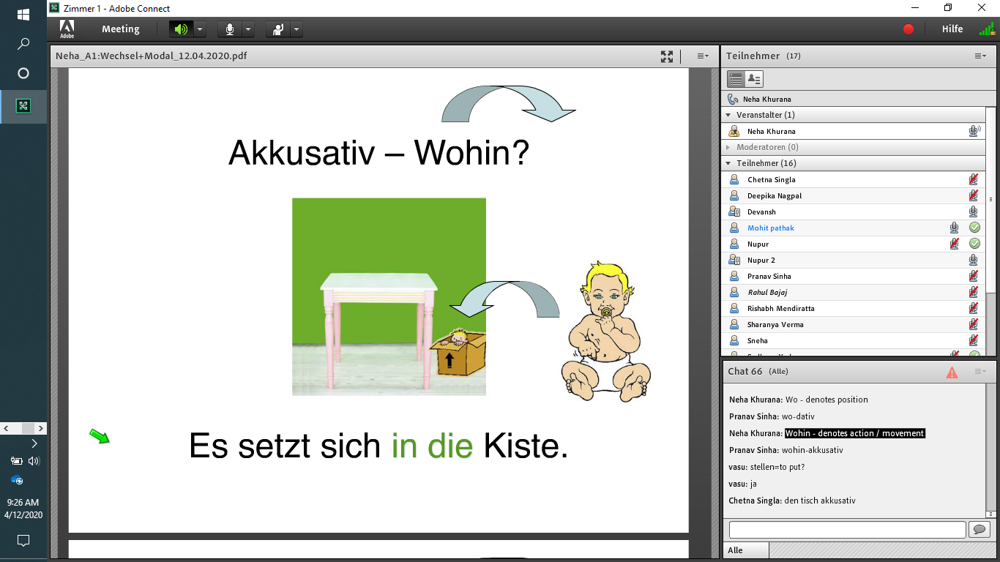 Zimmer 1 - Adobe Connect
Adobe
Meeting
Hilfe
Neha_A1:Wechsel+Modal_12.04.2020.pdf
Akkusativ – Wohin?
Es setzt sich in die Kiste.
Teilnehmer (17)
Neha Khurana
Veranstalter (1)
Neha Khurana
Moderatoren (0)
Teilnehmer (16)
Chetna Singla
Deepika Nagpal
Devansh
Mohit pathak
Nupur
Nupur 2
Pranav Sinha
Rahul Bajaj
Rishabh Mendiratta
Sharanya Verma
Sneha
Chat 66 (Alle)
Neha Khurana: Wo - denotes position
Pranav Sinha: wo-dativ
Neha Khurana: Wohin - denotes action / movement
Pranav Sinha: wohin-akkusativ
vasu: stellen=to put?
vasu: ja
Chetna Singla: den tisch akkusativ
Alle
9:26 AM
4/12/2020